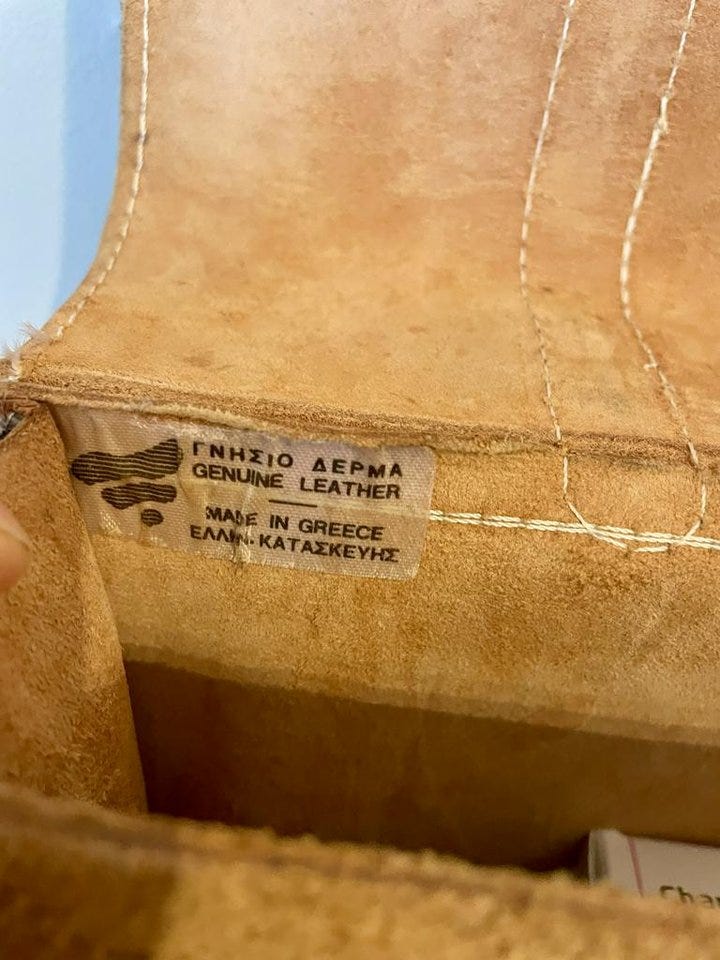 ΓΝΗΣΙΟ ΔΕΡΜΑ
GENUINE LEATHER
MADE IN GREECE
ΕΛΛΗΝ. ΚΑΤΑΣΚΕΥΗΣ